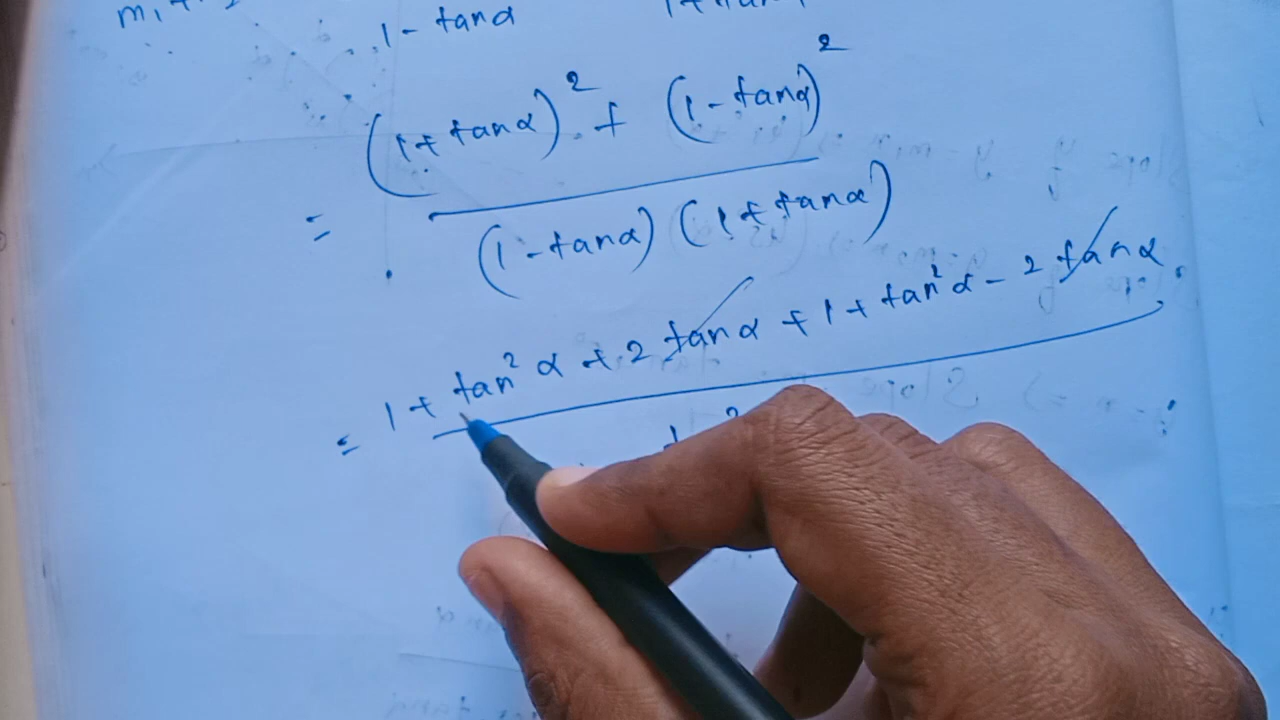 1 - tanα
(1 + tanα)² + (1 - tanα)²
= (1 - tanα) (1 + tanα)
1 + tan²α + 2 tanα + 1 + tan²α - 2 tanα
=